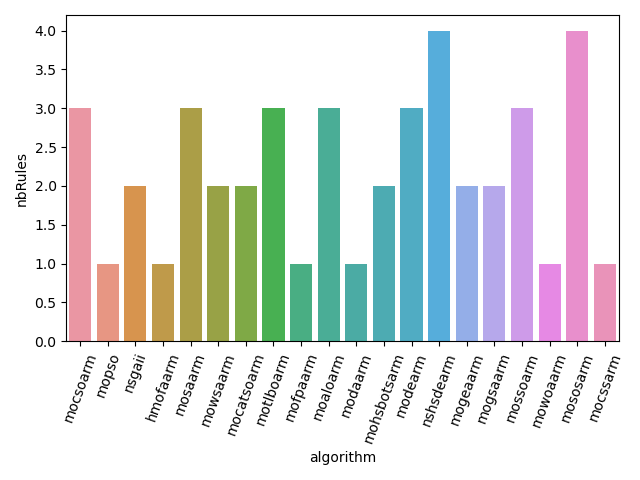 4.0
3.5
3.0
2.5
2.0
1.5
1.0
0.5
0.0
nbRules
mocsoarm
mopso
nsgaii
hmofaarm
mosaarm
mowsaarm
mocatsoarm
motlboarm
mofpaarm
moaloarm
modaarm
mohsbotsarm
modearm
nshsdearm
mogeaarm
mogsaarm
mossoarm
mowoaarm
mososarm
mocssarm
algorithm